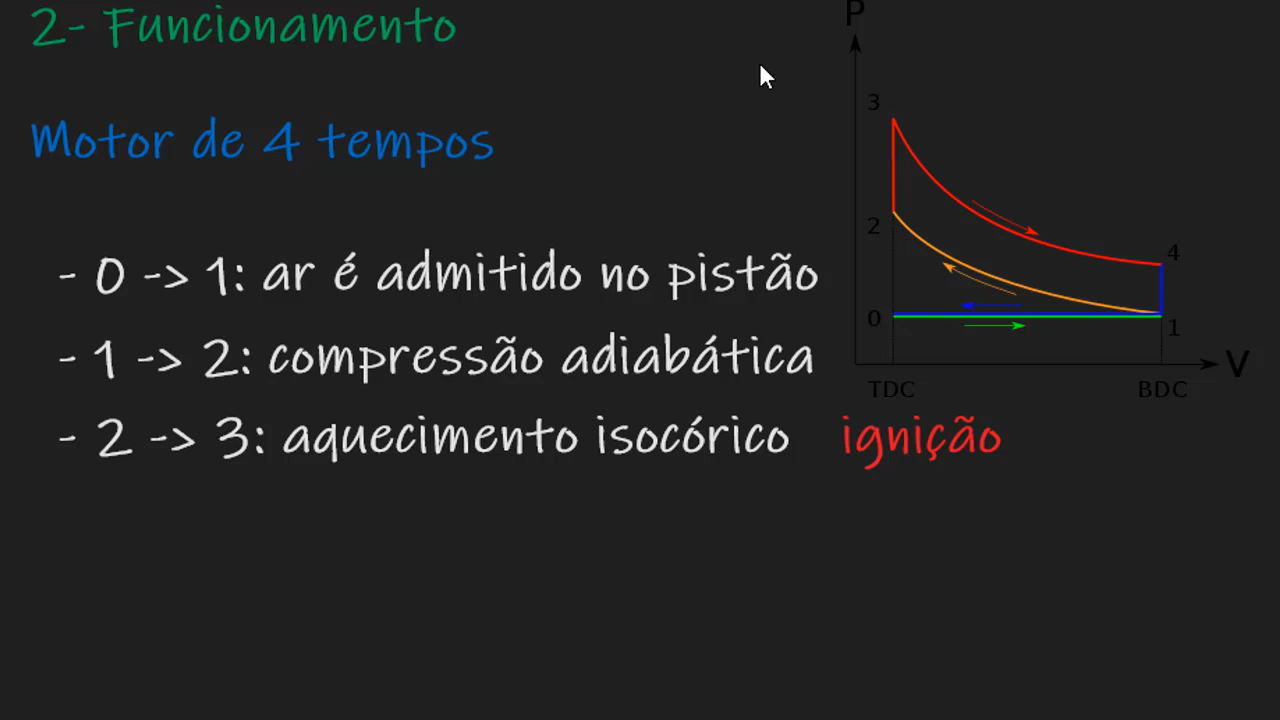 2- Funcionamento
Motor de 4 tempos
- 0 -> 1: ar é admitido no pistão
- 1 -> 2: compressão adiabática
- 2 -> 3: aquecimento isocórico ignição
P
3
2
4
0
1
V
TDC BDC